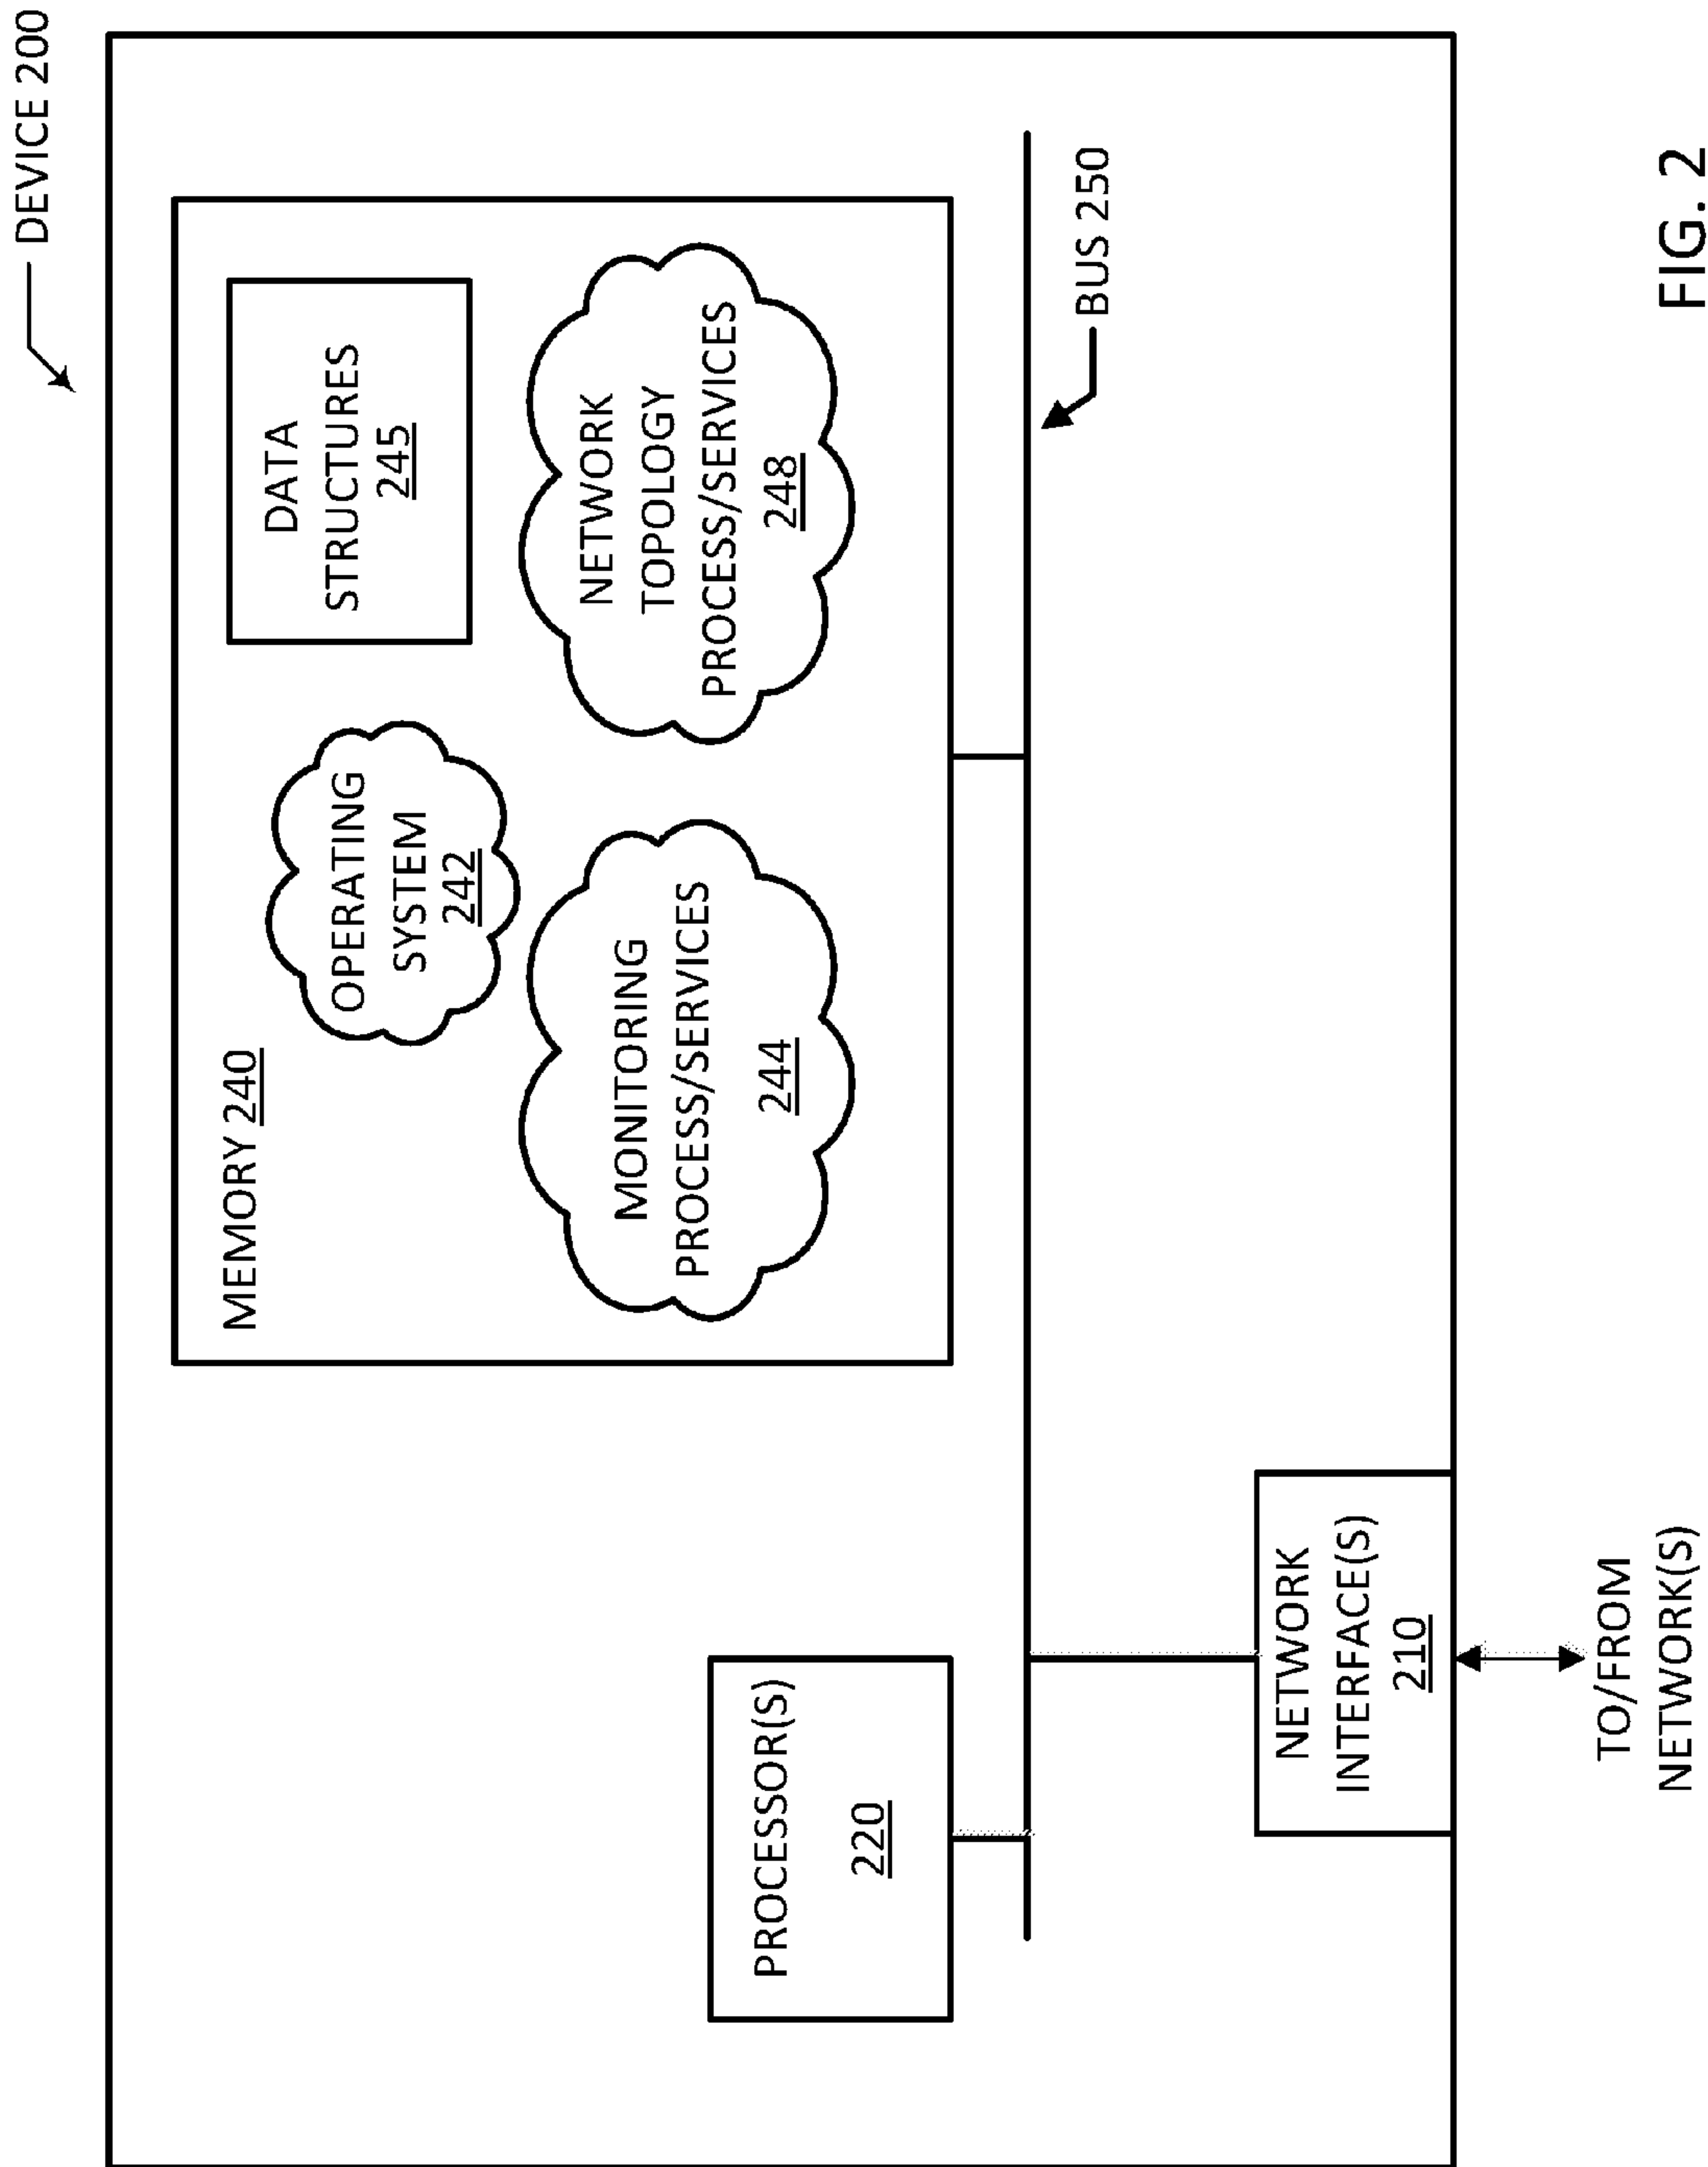 DEVICE 200
MEMORY 240
OPERATING
SYSTEM
242
DATA
STRUCTURES
245
MONITORING
PROCESS/SERVICES
244
NETWORK
TOPOLOGY
PROCESS/SERVICES
248
PROCESSOR(S)
220
BUS 250
NETWORK
INTERFACE(S)
210
TO/FROM
NETWORK(S)
FIG. 2